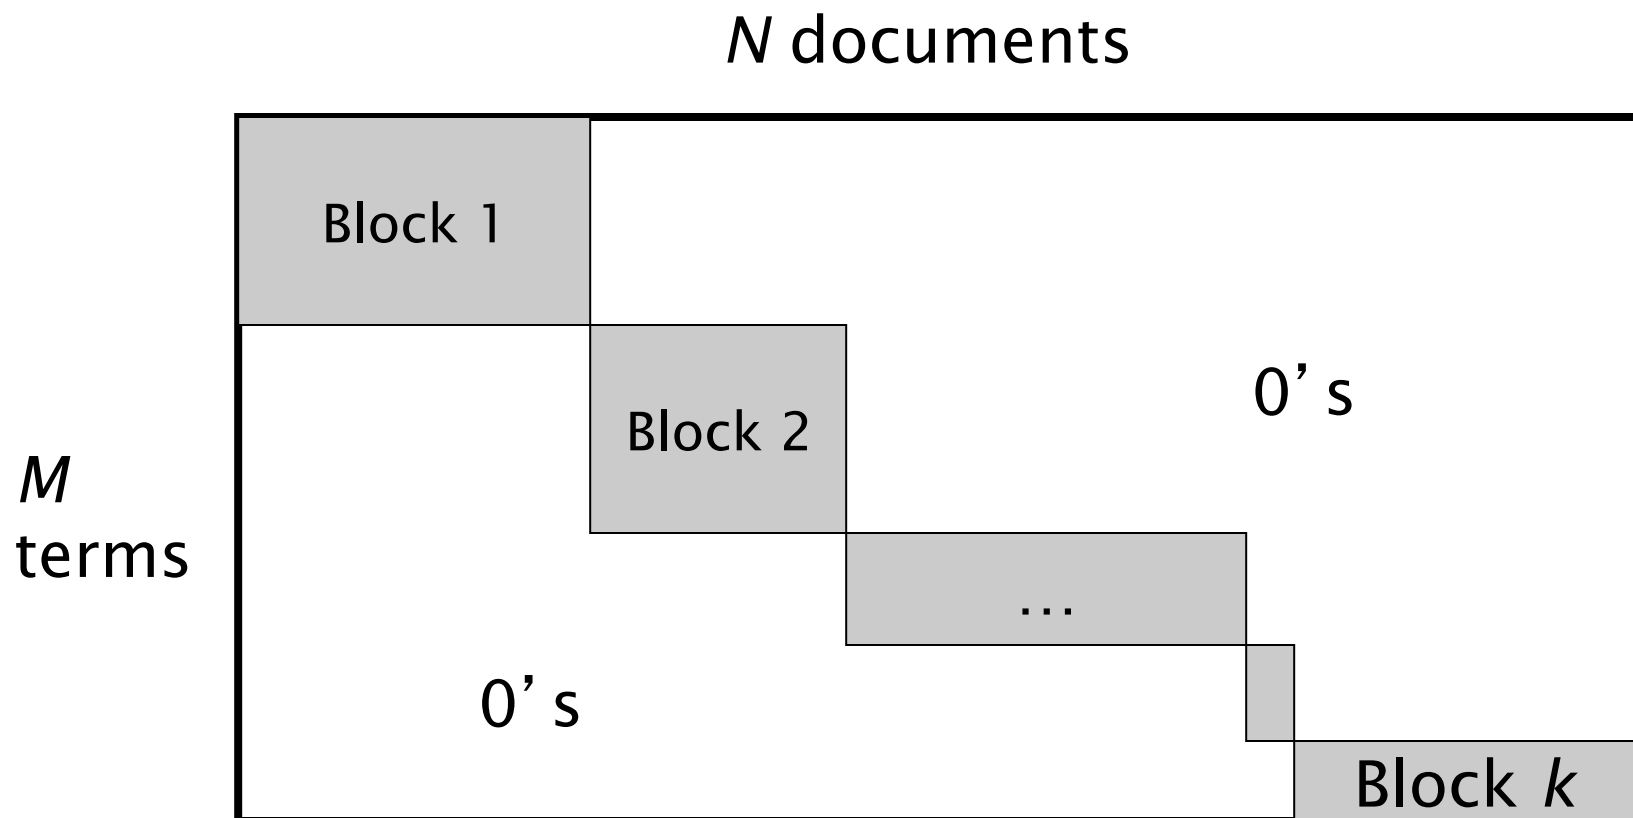 N documents
Block 1
0’s
Block 2
M
terms
...
0’s
Block k